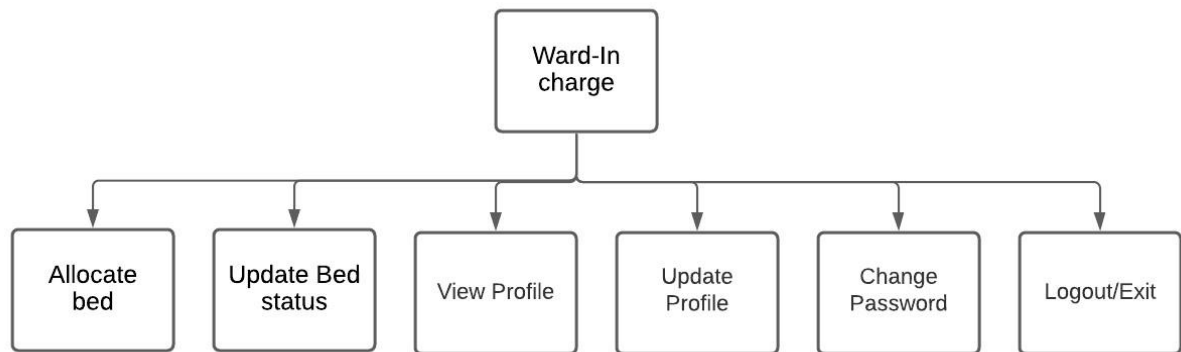 Ward-In
charge
Allocate
bed
Update Bed
status
View Profile
Update
Profile
Change
Password
Logout/Exit